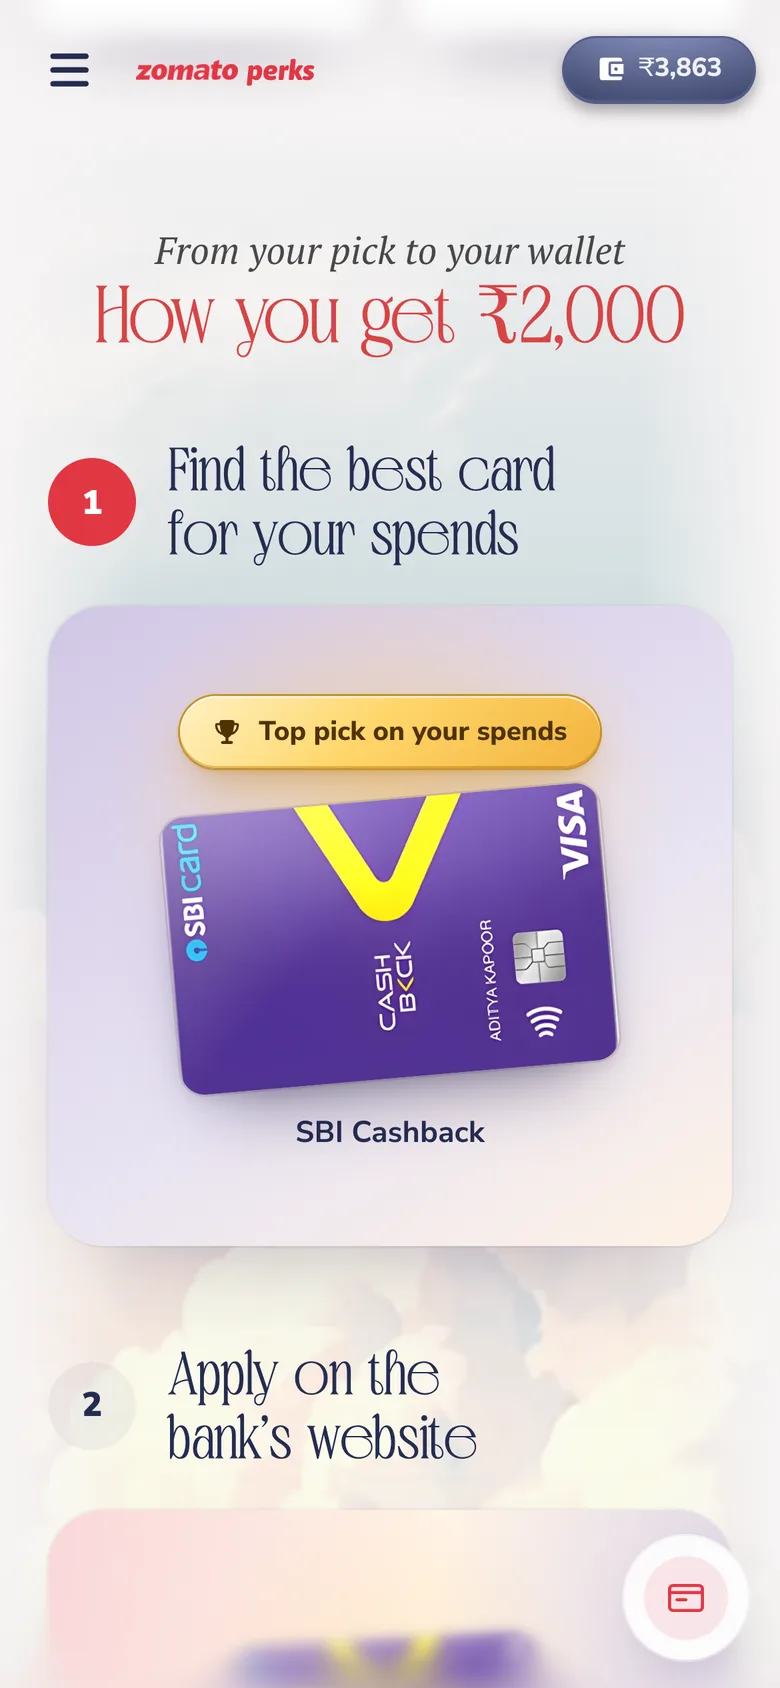 zomato perks
₹3,863
From your pick to your wallet
How you get ₹2,000
1
Find the best card
for your spends
Top pick on your spends
SBI card
VISA
CASH
BACK
ADITYA KAPOOR
SBI Cashback
2
Apply on the
bank's website